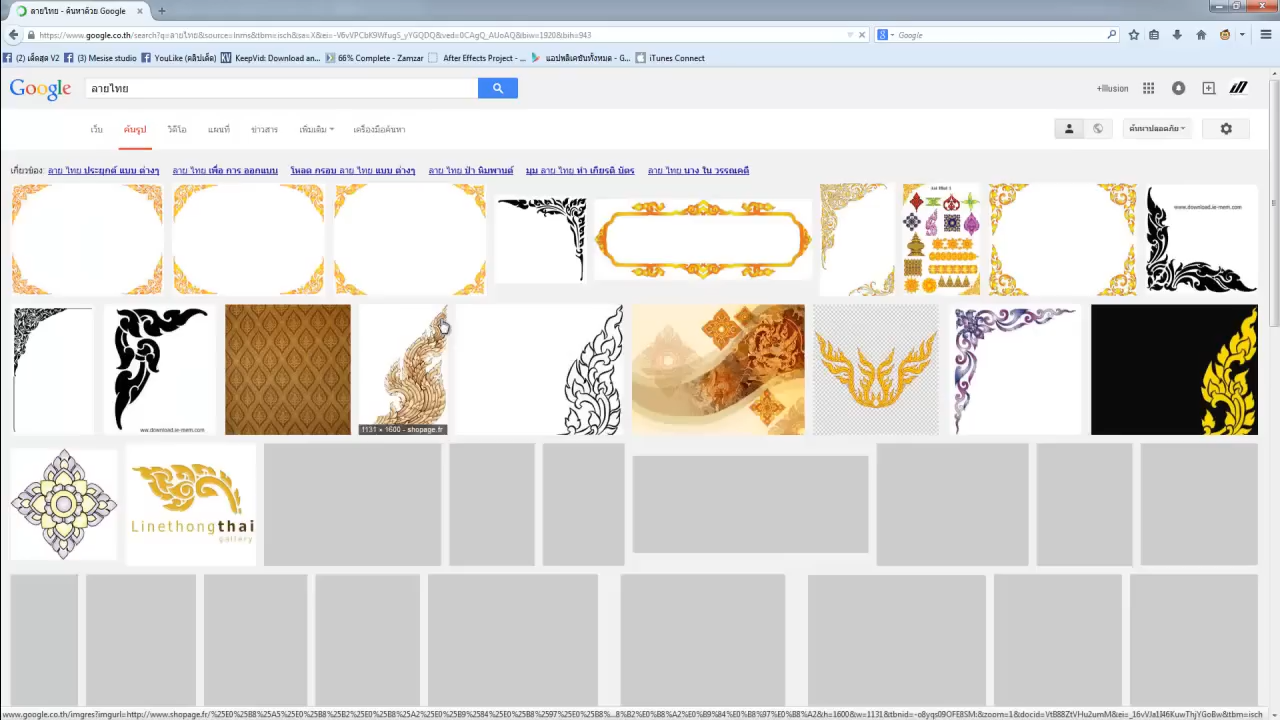 ลายไทย - ค้นหาด้วย Google
https://www.google.co.th/search?q=ลายไทย&source=lnms&tbm=isch&sa=X&ei=-V6vVPCbK9WfugS_yYGQDQ&ved=0CAgQ_AUoAQ&biw=1920&bih=943
Google
(2) เด็สสุด V2
(3) Mesise studio
YouLike (คลิปเด็ด)
KeepVid: Download an...
66% Complete - Zamzar
After Effects Project - ...
แอปพลิเคชันทั้งหมด - G...
iTunes Connect
Google
ลายไทย
+Illusion
เว็บ
ค้นรูป
วิดีโอ
แผนที่
ข่าวสาร
เพิ่มเติม
เครื่องมือค้นหา
ค้นหาปลอดภัย
เกี่ยวข้อง:
ลาย ไทย ประยุกต์ แบบ ต่างๆ
ลาย ไทย เพื่อ การ ออกแบบ
โหลด กรอบ ลาย ไทย แบบ ต่างๆ
ลาย ไทย ป่า หิมพานต์
มุม ลาย ไทย ทํา เกียรติ บัตร
ลาย ไทย นาง ใน วรรณคดี
www.download.ie-mem.com
ww.download.ie-mem.com
1131 × 1600 - shopage.fr
Linethongthai
gallery